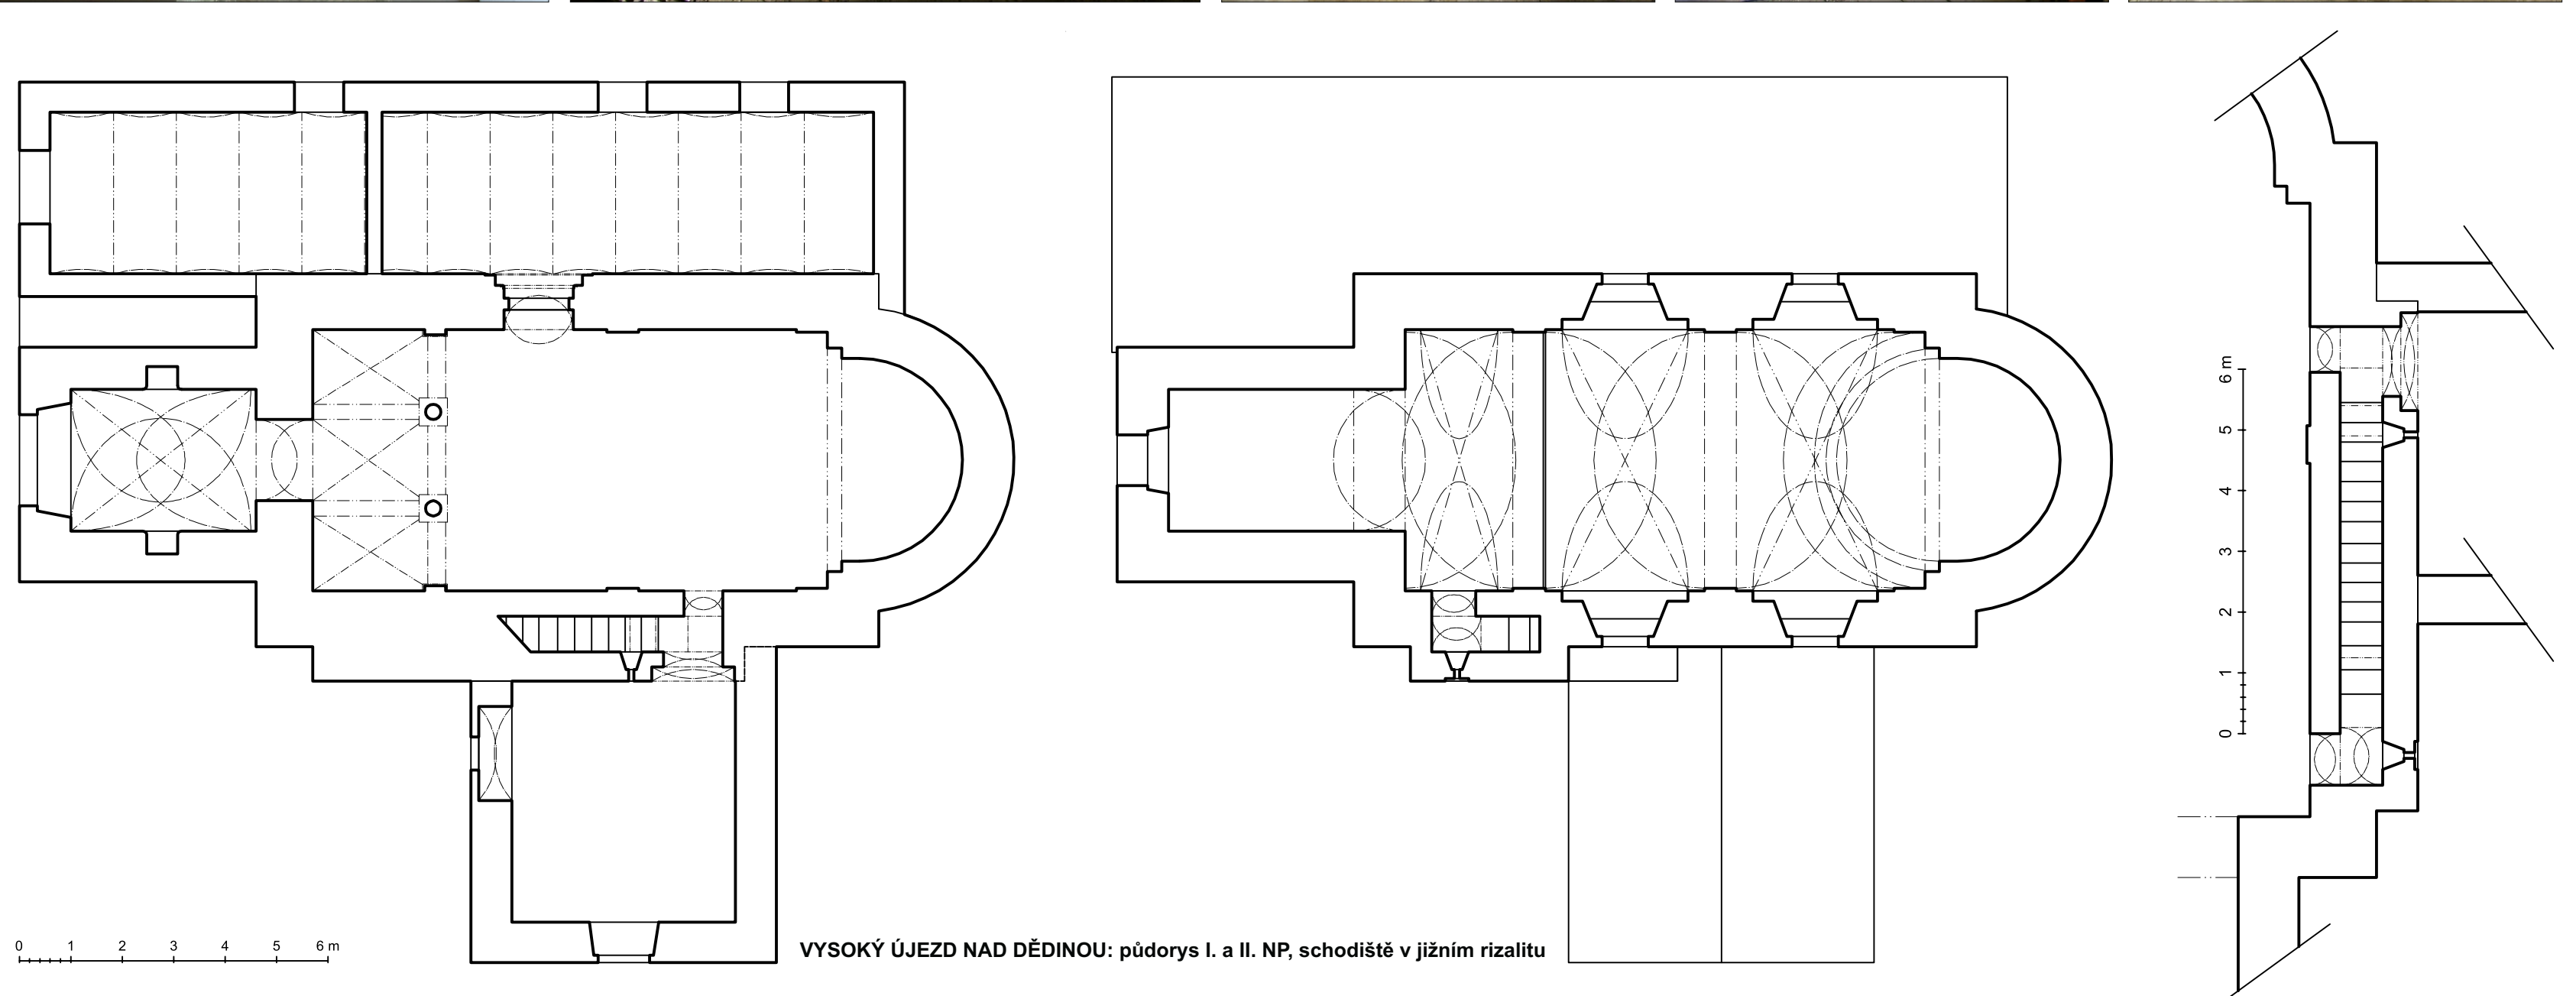 0 1 2 3 4 5 6 m
VYSOKÝ ÚJEZD NAD DĚDINOU: půdorys I. a II. NP, schodiště v jižním rizalitu
0 1 2 3 4 5 6 m